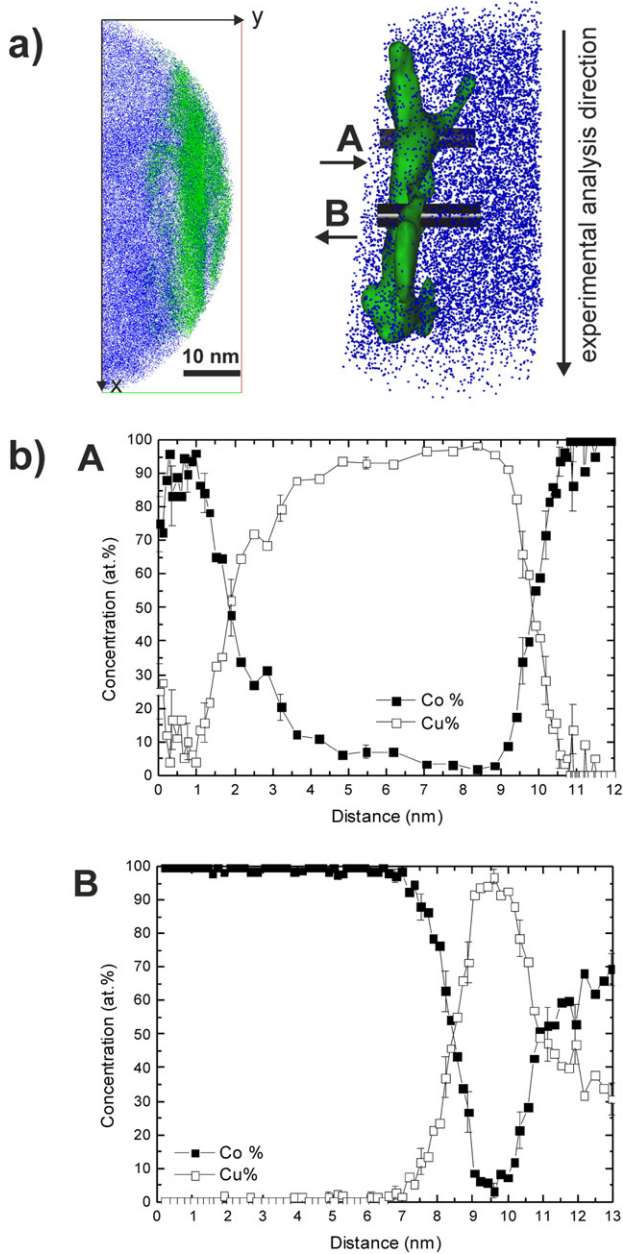 a)
y
x
10 nm
A
B
experimental analysis direction
b)
A
100
90
80
70
60
50
40
30
20
10
0
Concentration (at.%)
Co %
Cu%
0 1 2 3 4 5 6 7 8 9 10 11 12
Distance (nm)
B
100
90
80
70
60
50
40
30
20
10
0
Concentration (at.%)
Co %
Cu%
0 1 2 3 4 5 6 7 8 9 10 11 12 13
Distance (nm)